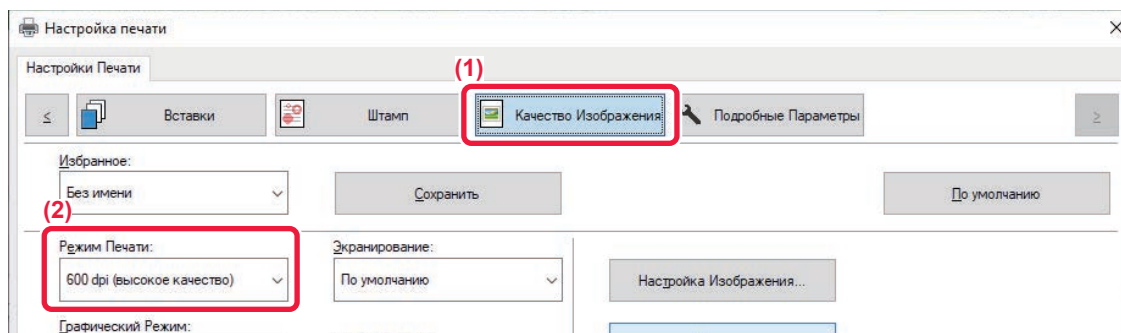 Настройка печати
Настройки Печати
(1)
≤ Вставки Штамп Качество Изображения Подробные Параметры ≥
Избранное:
Без имени Сохранить По умолчанию
(2)
Режим Печати: Экранирование:
600 dpi (высокое качество) По умолчанию Настройка Изображения...
Графический Режим: